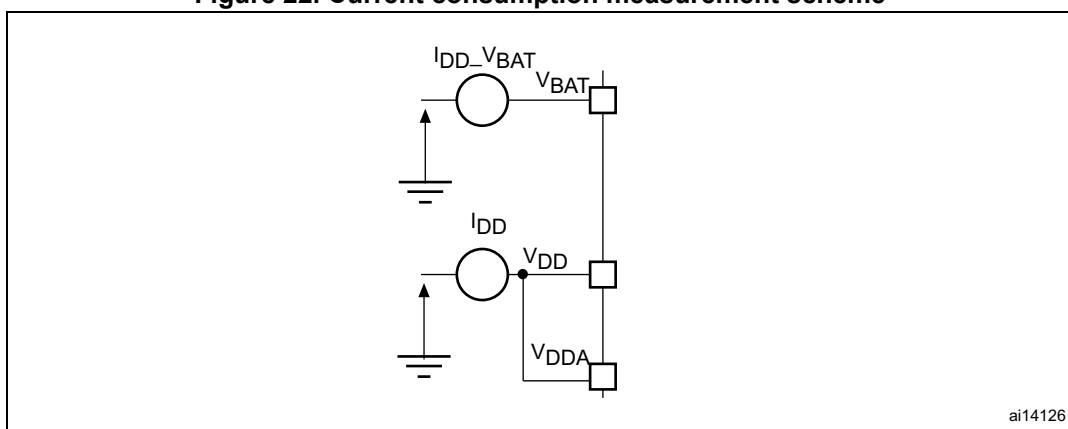 Figure 22. Current consumption measurement scheme
IDD_VBAT
VBAT
IDD
VDD
VDDA
ai14126